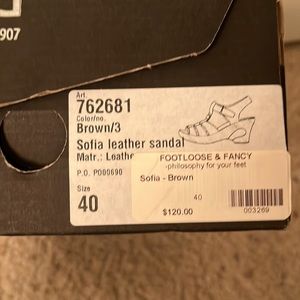 907
Art.
762681
Color/no.
Brown/3
Sofia leather sandal
Matr.: Leathe
P.O. P000690
Size
40
FOOTLOOSE & FANCY
-philosophy for your feet
Sofia - Brown
40
$120.00
003269